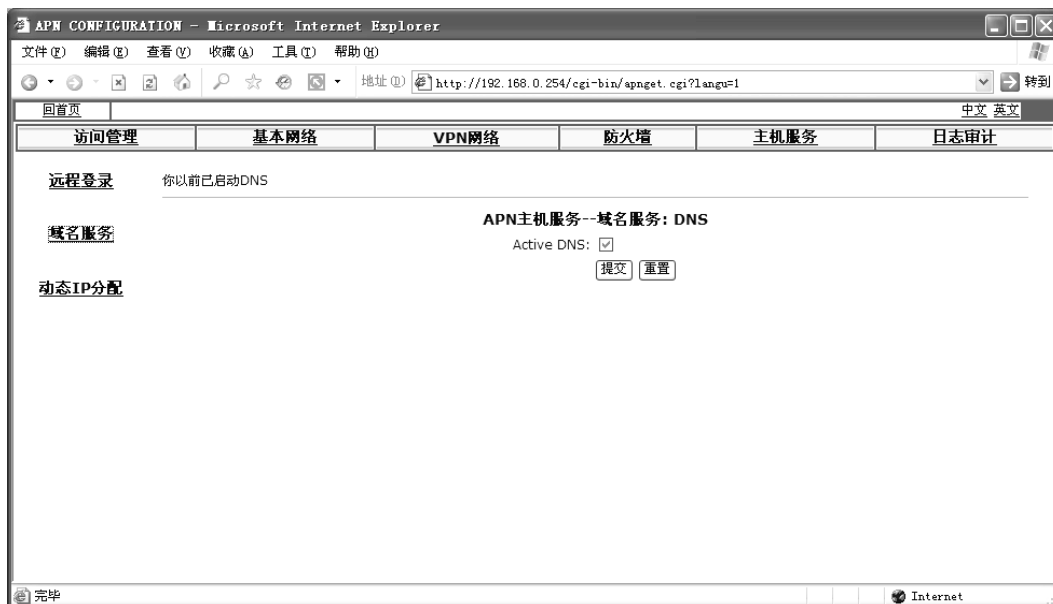 APN CONFIGURATION - Microsoft Internet Explorer
文件(F) 编辑(E) 查看(V) 收藏(A) 工具(T) 帮助(H)
地址(D) http://192.168.0.254/cgi-bin/apnget.cgi?langu=1 转到
回首页 中文 英文
访问管理 基本网络 VPN网络 防火墙 主机服务 日志审计
远程登录 你以前已启动DNS
APN主机服务--域名服务: DNS
域名服务
Active DNS:
提交 重置
动态IP分配
完毕 Internet